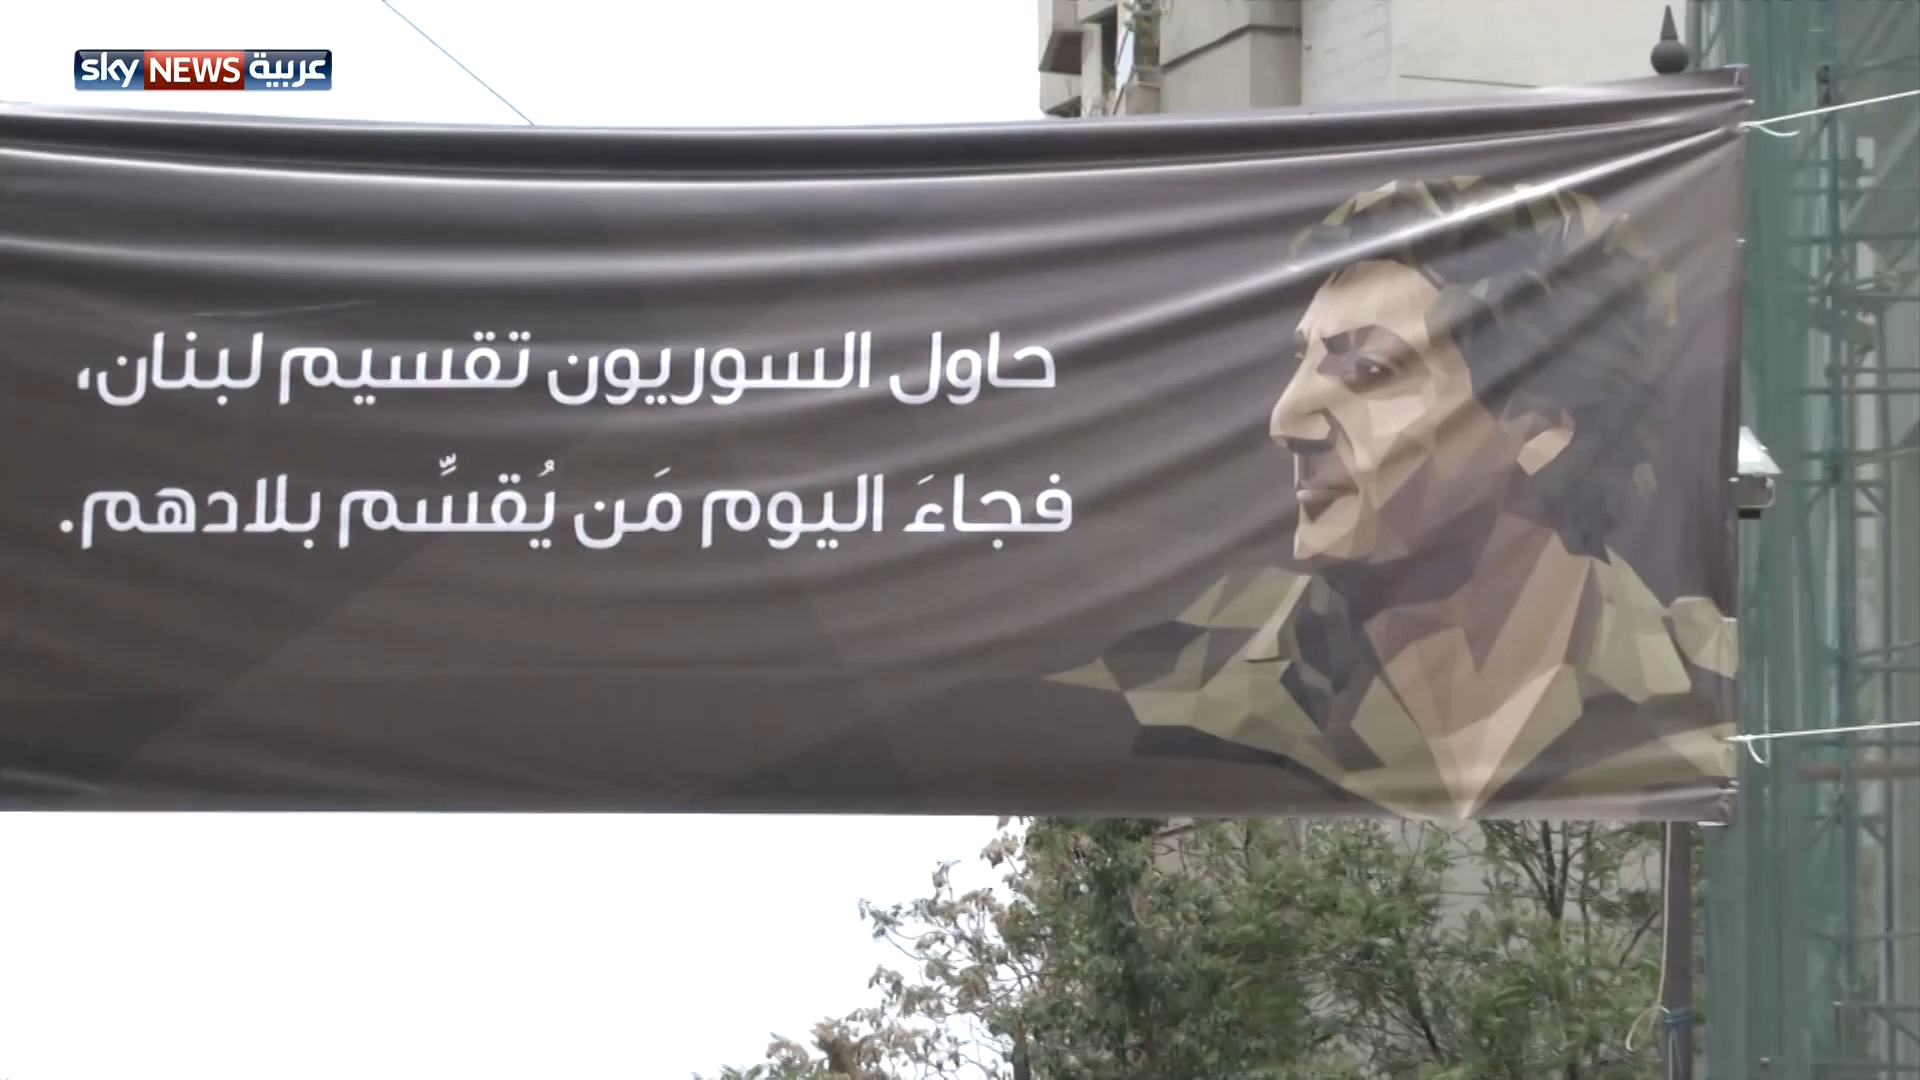 sky NEWS عربية
حاول السوريون تقسيم لبنان،
فجاءَ اليوم مَن يُقسِّم بلادهم.